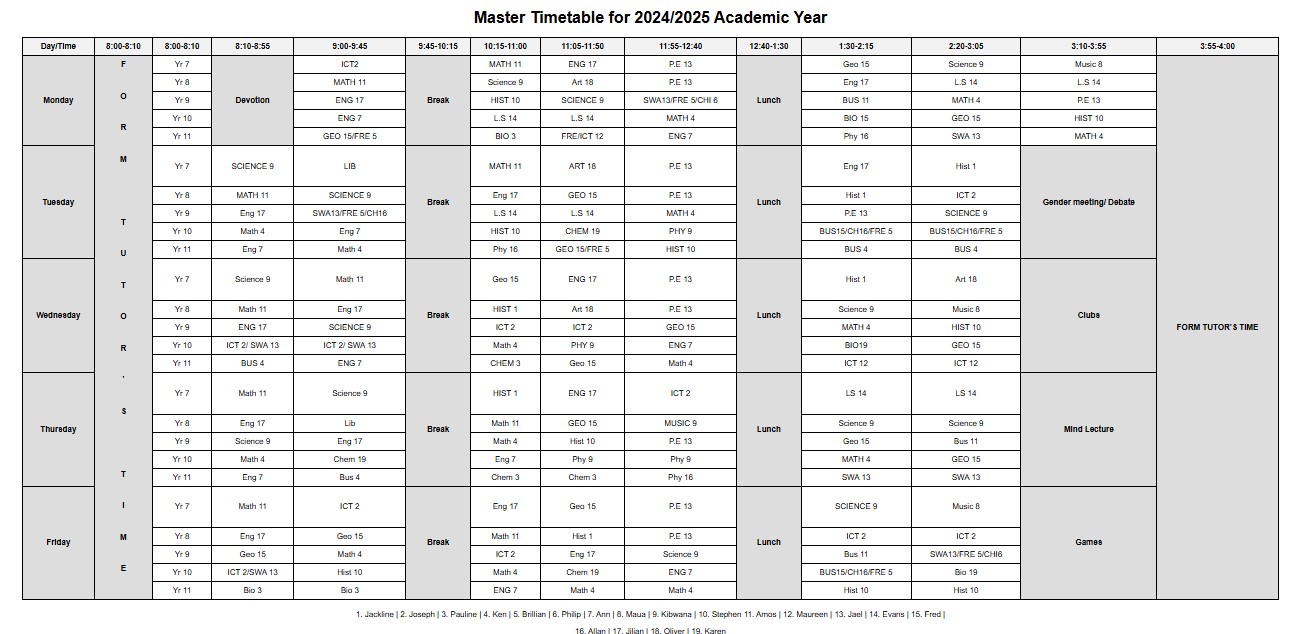 Master Timetable for 2024/2025 Academic Year
Day/Time 8:00-8:10 8:00-8:10 8:10-8:55 9:00-9:45 9:45-10:15 10:15-11:00 11:05-11:50 11:55-12:40 12:40-1:30 1:30-2:15 2:20-3:05 3:10-3:55 3:55-4:00
FORM TUTOR'S TIME
Monday Devotion Break Lunch
Yr 7 ICT2 MATH 11 ENG 17 P.E 13 Geo 15 Science 9 Music 8
Yr 8 MATH 11 Science 9 Art 18 P.E 13 Eng 17 L.S 14 L.S 14
Yr 9 ENG 17 HIST 10 SCIENCE 9 SWA13/FRE 5/CHI 6 BUS 11 MATH 4 P.E 13
Yr 10 ENG 7 L.S 14 L.S 14 MATH 4 BIO 15 GEO 15 HIST 10
Yr 11 GEO 15/FRE 5 BIO 3 FRE/ICT 12 ENG 7 Phy 16 SWA 13 MATH 4
Tuesday Break Lunch Gender meeting/ Debate
Yr 7 SCIENCE 9 LIB MATH 11 ART 18 P.E 13 Eng 17 Hist 1
Yr 8 MATH 11 SCIENCE 9 Eng 17 GEO 15 P.E 13 Hist 1 ICT 2
Yr 9 Eng 17 SWA13/FRE 5/CH16 L.S 14 L.S 14 MATH 4 P.E 13 SCIENCE 9
Yr 10 Math 4 Eng 7 HIST 10 CHEM 19 PHY 9 BUS15/CH16/FRE 5 BUS15/CH16/FRE 5
Yr 11 Eng 7 Math 4 Phy 16 GEO 15/FRE 5 HIST 10 BUS 4 BUS 4
Wednesday Break Lunch Clubs
Yr 7 Science 9 Math 11 Geo 15 ENG 17 P.E 13 Hist 1 Art 18
Yr 8 Math 11 Eng 17 HIST 1 Art 18 P.E 13 Science 9 Music 8
Yr 9 ENG 17 SCIENCE 9 ICT 2 ICT 2 GEO 15 MATH 4 HIST 10
Yr 10 ICT 2/ SWA 13 ICT 2/ SWA 13 Math 4 PHY 9 ENG 7 BIO19 GEO 15
Yr 11 BUS 4 ENG 7 CHEM 3 Geo 15 Math 4 ICT 12 ICT 12
FORM TUTOR'S TIME
Thursday Break Lunch Mind Lecture
Yr 7 Math 11 Science 9 HIST 1 ENG 17 ICT 2 LS 14 LS 14
Yr 8 Eng 17 Lib Math 11 GEO 15 MUSIC 9 Science 9 Science 9
Yr 9 Science 9 Eng 17 Math 4 Hist 10 P.E 13 Geo 15 Bus 11
Yr 10 Math 4 Chem 19 Eng 7 Phy 9 Phy 9 MATH 4 GEO 15
Yr 11 Eng 7 Bus 4 Chem 3 Chem 3 Phy 16 SWA 13 SWA 13
Friday Break Lunch Games
Yr 7 Math 11 ICT 2 Eng 17 Geo 15 P.E 13 SCIENCE 9 Music 8
Yr 8 Eng 17 Geo 15 Math 11 Hist 1 P.E 13 ICT 2 ICT 2
Yr 9 Geo 15 Math 4 ICT 2 Eng 17 Science 9 Bus 11 SWA13/FRE 5/CHI6
Yr 10 ICT 2/SWA 13 Hist 10 Math 4 Chem 19 ENG 7 BUS15/CH16/FRE 5 Bio 19
Yr 11 Bio 3 Bio 3 ENG 7 Math 4 Math 4 Hist 10 Hist 10
1. Jackline | 2. Joseph | 3. Pauline | 4. Ken | 5. Brillian | 6. Philip | 7. Ann | 8. Maua | 9. Kibwana | 10. Stephen 11. Amos | 12. Maureen | 13. Jael | 14. Evans | 15. Fred |
16. Allan | 17. Jilian | 18. Oliver | 19. Karen